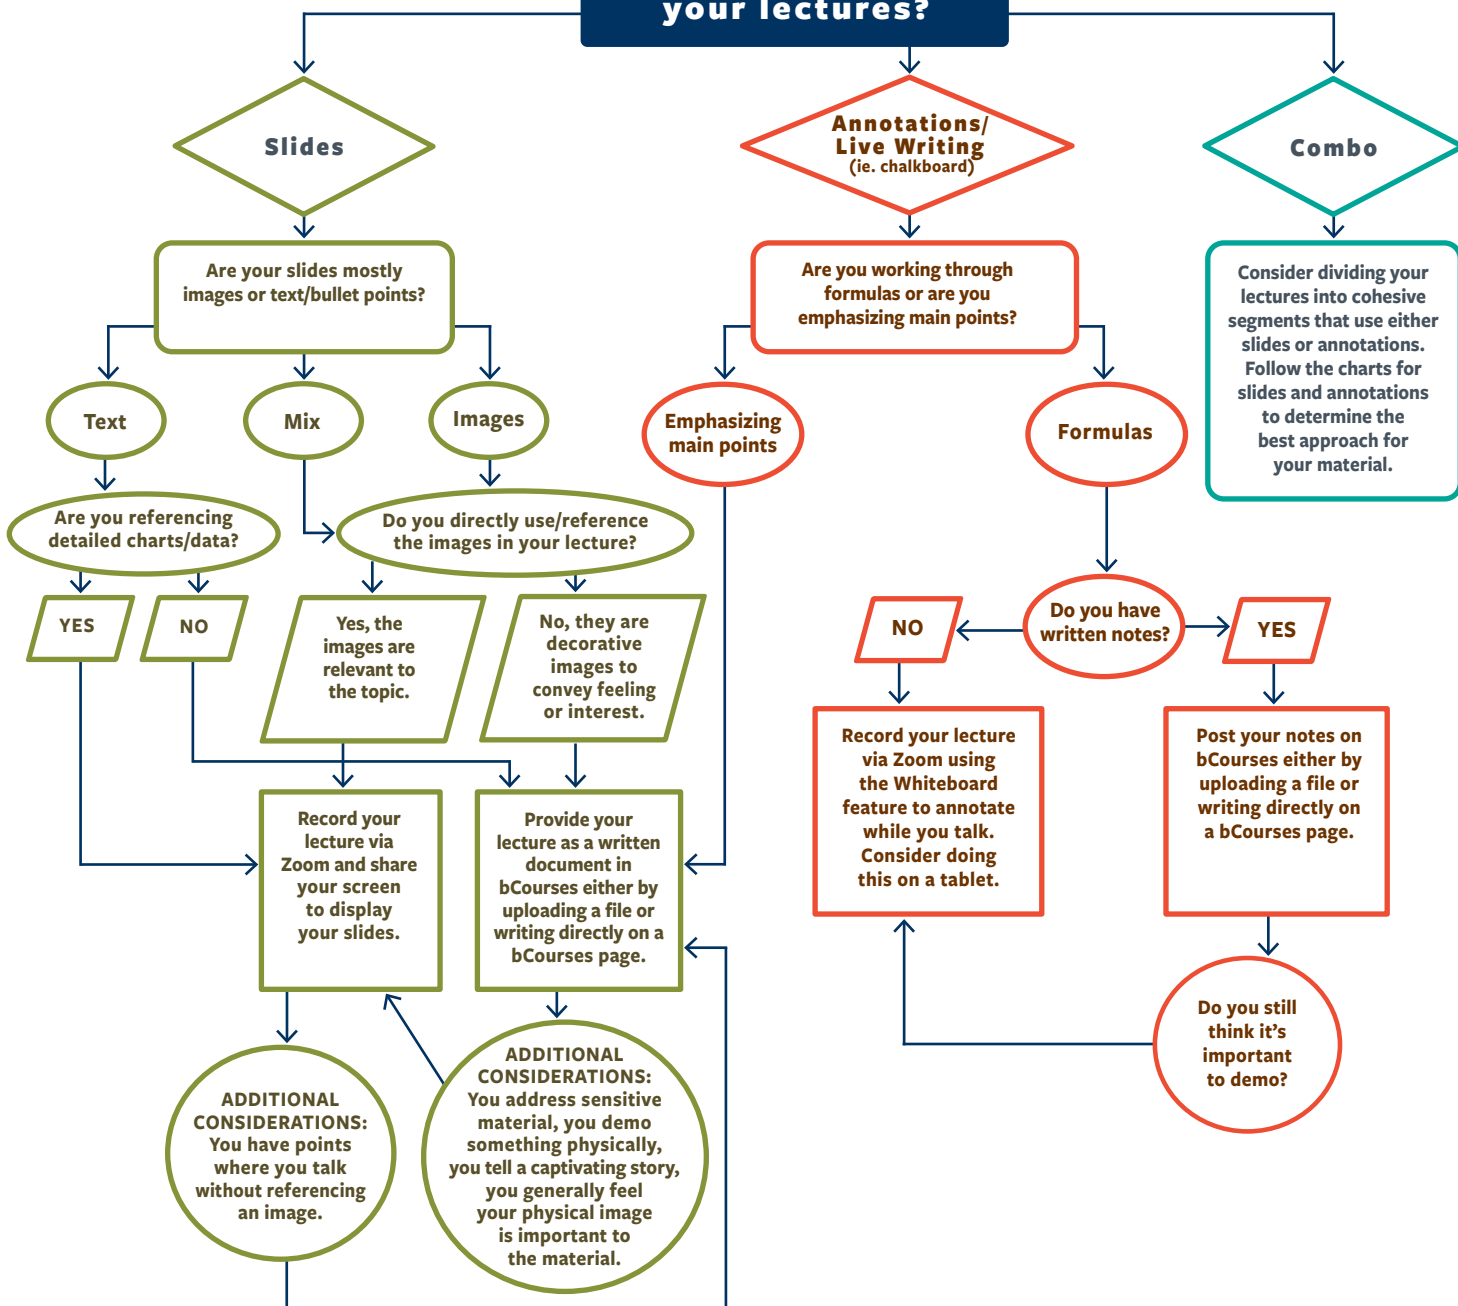 your lectures?
Slides
Annotations/
Live Writing
(ie. chalkboard)
Combo
Are your slides mostly
images or text/bullet points?
Are you working through
formulas or are you
emphasizing main points?
Consider dividing your
lectures into cohesive
segments that use either
slides or annotations.
Follow the charts for
slides and annotations
to determine the
best approach for
your material.
Text
Mix
Images
Emphasizing
main points
Formulas
Are you referencing
detailed charts/data?
Do you directly use/reference
the images in your lecture?
YES
NO
Yes, the
images are
relevant to
the topic.
No, they are
decorative
images to
convey feeling
or interest.
Do you have
written notes?
NO
YES
Record your
lecture via
Zoom and share
your screen
to display
your slides.
Provide your
lecture as a written
document in
bCourses either by
uploading a file or
writing directly on a
bCourses page.
Record your lecture
via Zoom using
the Whiteboard
feature to annotate
while you talk.
Consider doing
this on a tablet.
Post your notes on
bCourses either by
uploading a file or
writing directly on
a bCourses page.
Do you still
think it's
important
to demo?
ADDITIONAL
CONSIDERATIONS:
You have points
where you talk
without referencing
an image.
ADDITIONAL
CONSIDERATIONS:
You address sensitive
material, you demo
something physically,
you tell a captivating story,
you generally feel
your physical image
is important to
the material.